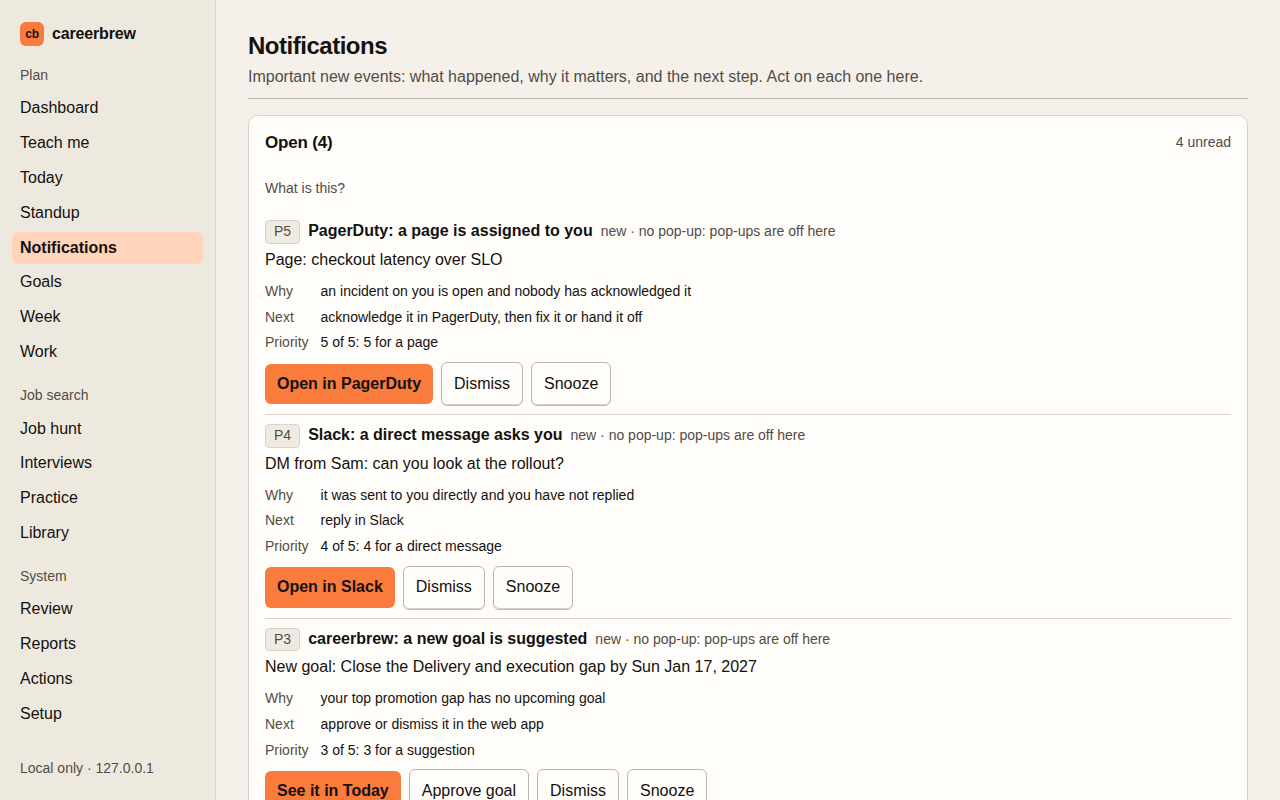 cb careerbrew
Plan
Dashboard
Teach me
Today
Standup
Notifications
Goals
Week
Work
Job search
Job hunt
Interviews
Practice
Library
System
Review
Reports
Actions
Setup
Local only · 127.0.0.1
Notifications
Important new events: what happened, why it matters, and the next step. Act on each one here.
Open (4) 4 unread
What is this?
P5 PagerDuty: a page is assigned to you new · no pop-up: pop-ups are off here
Page: checkout latency over SLO
Why an incident on you is open and nobody has acknowledged it
Next acknowledge it in PagerDuty, then fix it or hand it off
Priority 5 of 5: 5 for a page
Open in PagerDuty Dismiss Snooze
P4 Slack: a direct message asks you new · no pop-up: pop-ups are off here
DM from Sam: can you look at the rollout?
Why it was sent to you directly and you have not replied
Next reply in Slack
Priority 4 of 5: 4 for a direct message
Open in Slack Dismiss Snooze
P3 careerbrew: a new goal is suggested new · no pop-up: pop-ups are off here
New goal: Close the Delivery and execution gap by Sun Jan 17, 2027
Why your top promotion gap has no upcoming goal
Next approve or dismiss it in the web app
Priority 3 of 5: 3 for a suggestion
See it in Today Approve goal Dismiss Snooze